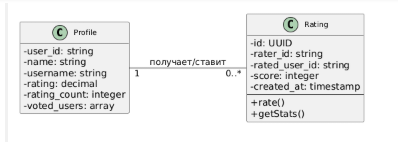 C Profile
-user_id: string
-name: string
-username: string
-rating: decimal
-rating_count: integer
-voted_users: array
получает/ставит
1
0..*
C Rating
-id: UUID
-rater_id: string
-rated_user_id: string
-score: integer
-created_at: timestamp
+rate()
+getStats()